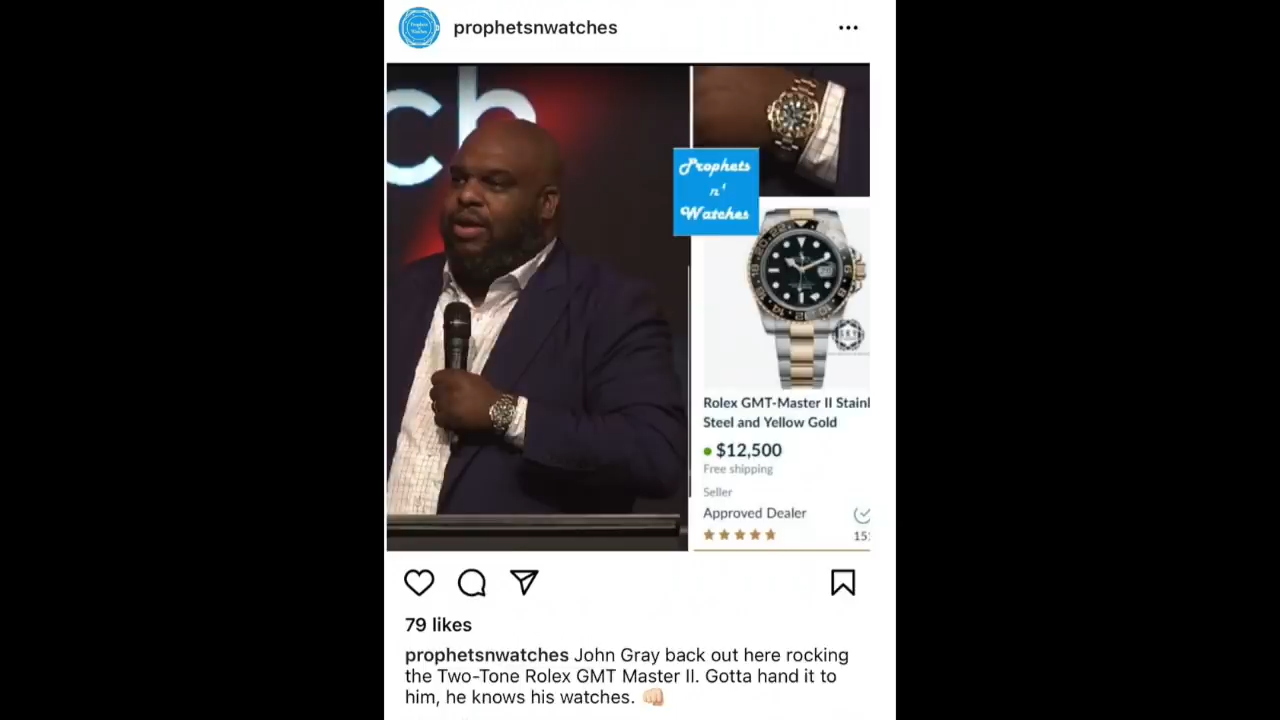 prophetsnwatches
ch
Prophets
n'
Watches
Rolex GMT-Master II Stainl
Steel and Yellow Gold
$12,500
Free shipping
Seller
Approved Dealer
15
79 likes
prophetsnwatches John Gray back out here rocking
the Two-Tone Rolex GMT Master II. Gotta hand it to
him, he knows his watches. 👊🏻